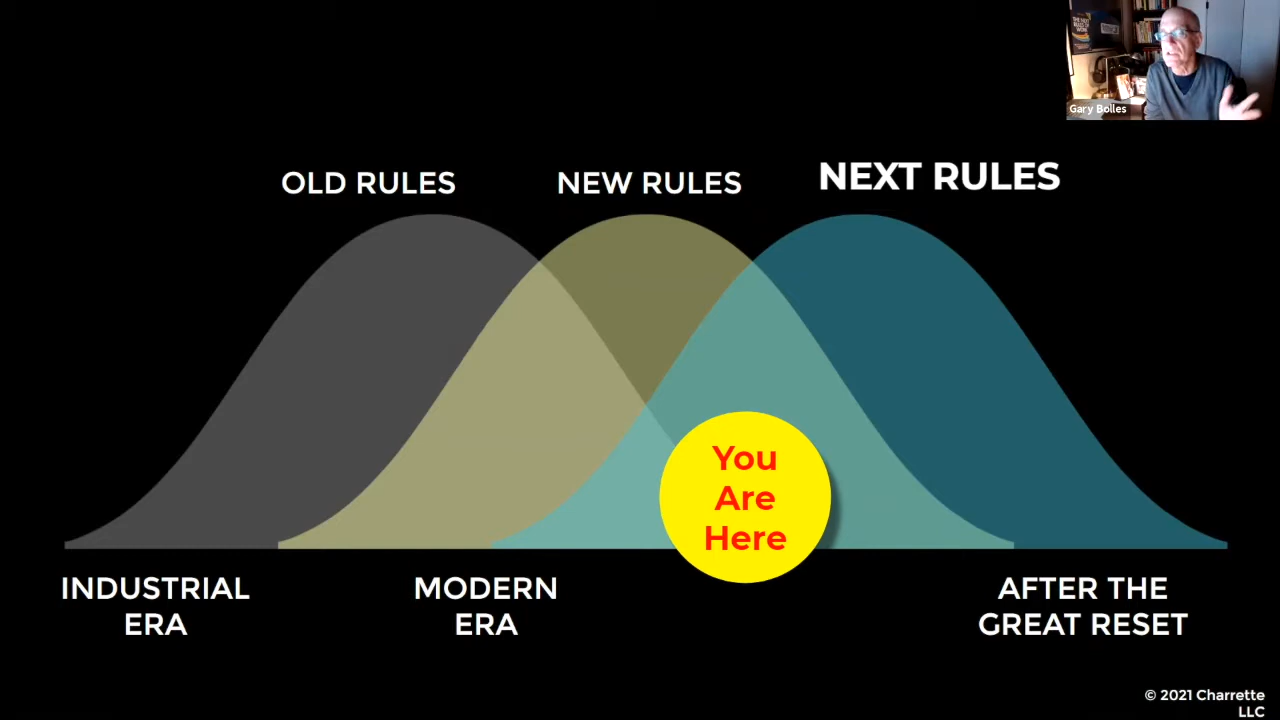 Gary Bolles
OLD RULES
NEW RULES
NEXT RULES
You
Are
Here
INDUSTRIAL
ERA
MODERN
ERA
AFTER THE
GREAT RESET
© 2021 Charrette
LLC